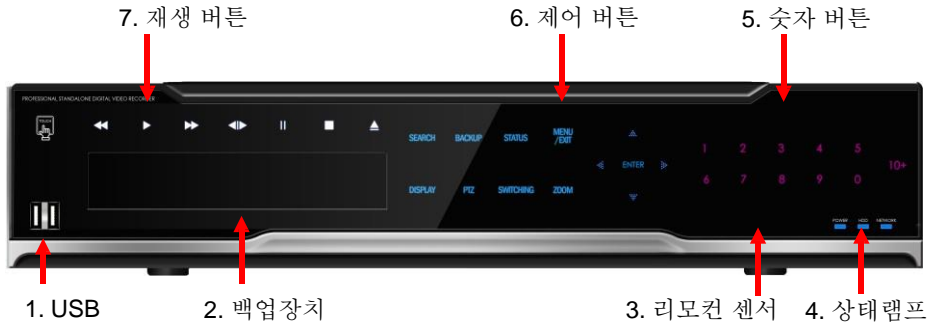 7. 재생 버튼
6. 제어 버튼
5. 숫자 버튼
PROFESSIONAL STANDALONE DIGITAL VIDEO RECORDER
TOUCH
SEARCH BACKUP STATUS MENU /EXIT
ENTER
1 2 3 4 5
10+
DISPLAY PTZ SWITCHING ZOOM
6 7 8 9 0
POWER HDD NETWORK
1. USB
2. 백업장치
3. 리모컨 센서
4. 상태램프